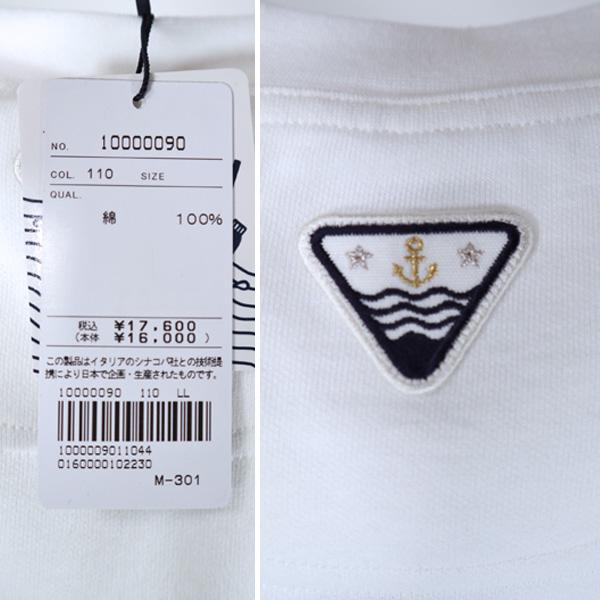 NO. 10000090
COL. 110 SIZE
QUAL.
綿 100%
税込 ¥17,600
(本体 ¥16,000)
この製品はイタリアのシナコバ社との技術提
携により日本で企画・生産されたものです。
10000090 110 LL
1000009011044
0160000102230
M-301